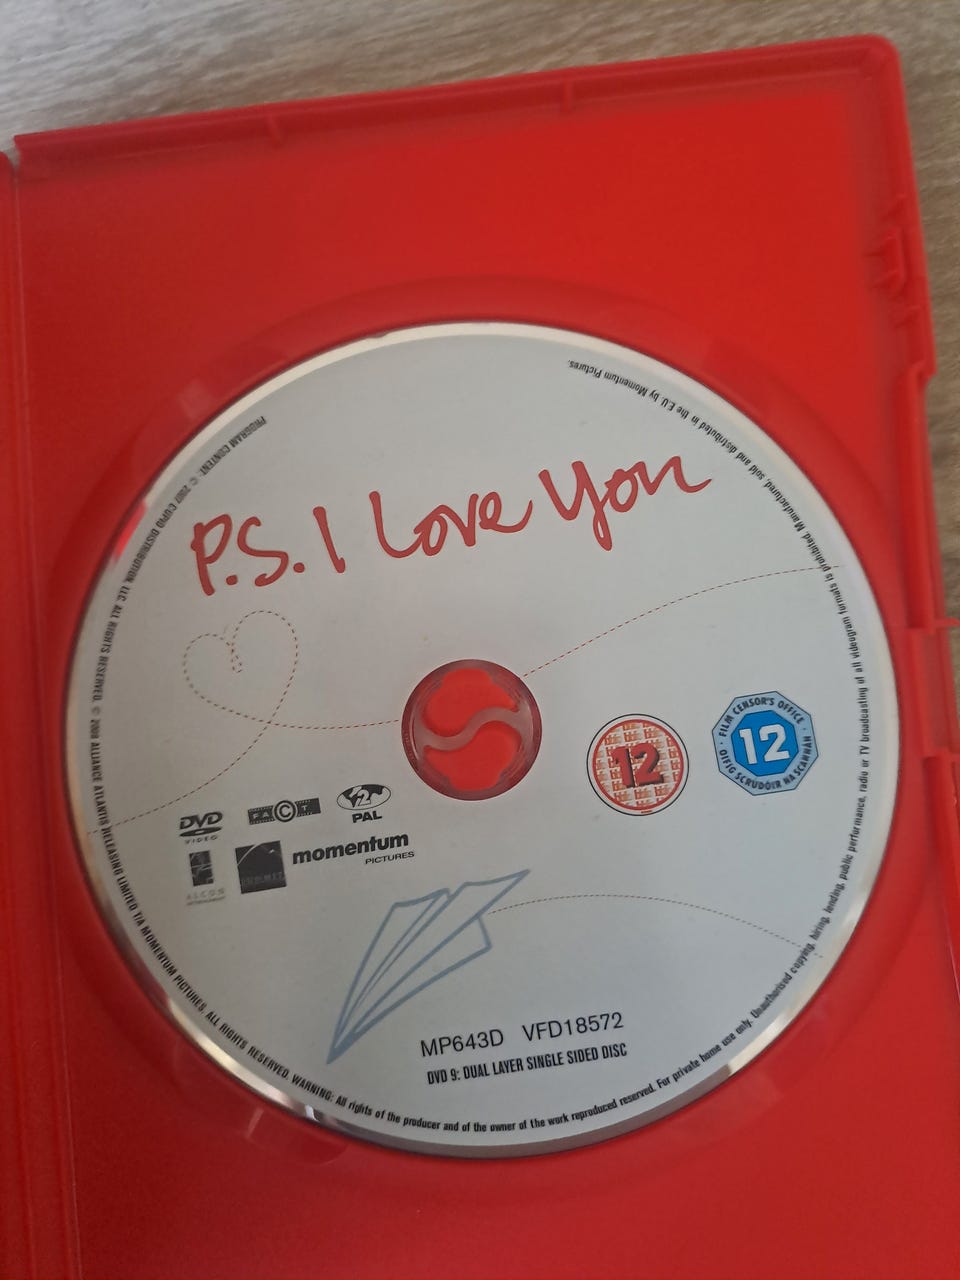 P.S. I Love You
PROGRAM CONTENT: © 2007 CUPID DISTRIBUTION, LLC. ALL RIGHTS RESERVED. © 2008 ALLIANCE ATLANTIS RELEASING LIMITED T/A MOMENTUM PICTURES. ALL RIGHTS RESERVED. WARNING: All rights of the producer and of the owner of the work reproduced reserved. For private home use only. Unauthorised copying, hiring, lending, public performance, radio or TV broadcasting of all videogram formats is prohibited. Manufactured, sold and distributed in the E.U. by Momentum Pictures.
12
FILM CENSOR'S OFFICE
12
OIFIG SCRÚDÓIR NA SCANNÁN
DVD
VIDEO
FACT
2
PAL
ALCON
ENTERTAINMENT
momentum
PICTURES
MP643D VFD18572
DVD 9: DUAL LAYER SINGLE SIDED DISC